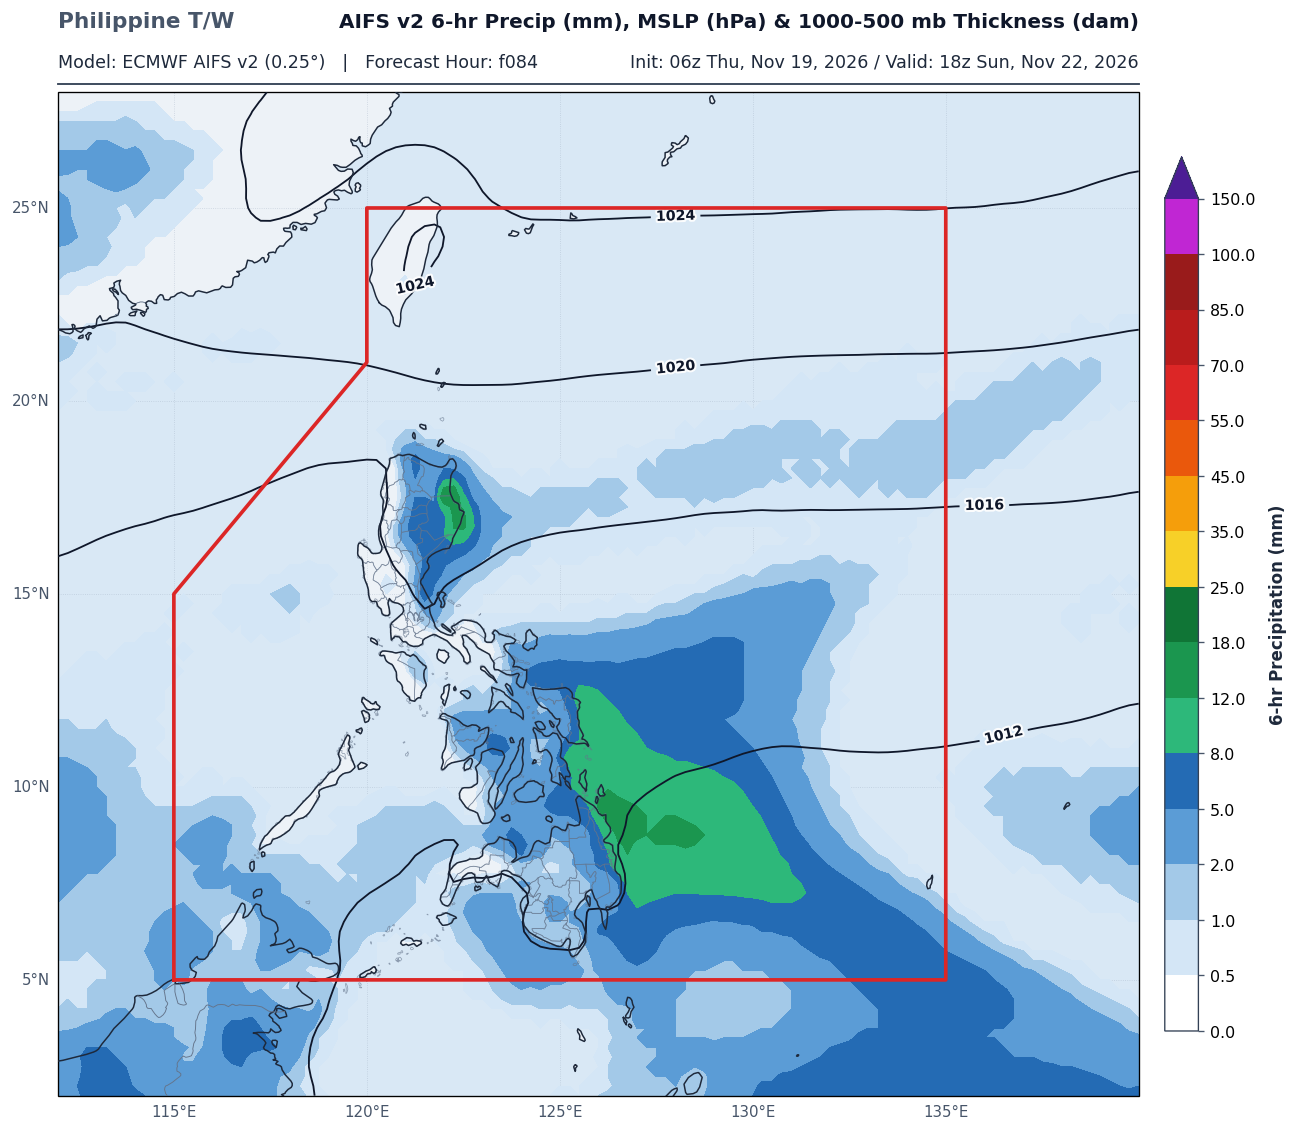 Philippine T/W
AIFS v2 6-hr Precip (mm), MSLP (hPa) & 1000-500 mb Thickness (dam)
Model: ECMWF AIFS v2 (0.25°) | Forecast Hour: f084
Init: 06z Thu, Nov 19, 2026 / Valid: 18z Sun, Nov 22, 2026
25°N
20°N
15°N
10°N
5°N
115°E
120°E
125°E
130°E
135°E
1024
1024
1020
1016
1012
150.0
100.0
85.0
70.0
55.0
45.0
35.0
25.0
18.0
12.0
8.0
5.0
2.0
1.0
0.5
0.0
6-hr Precipitation (mm)